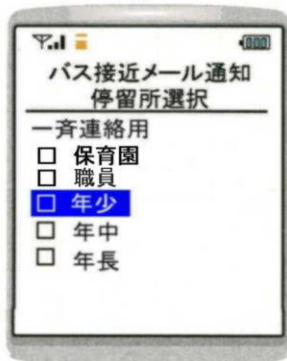 バス接近メール通知
停留所選択
一斉連絡用
□ 保育園
□ 職員
□ 年少
□ 年中
□ 年長